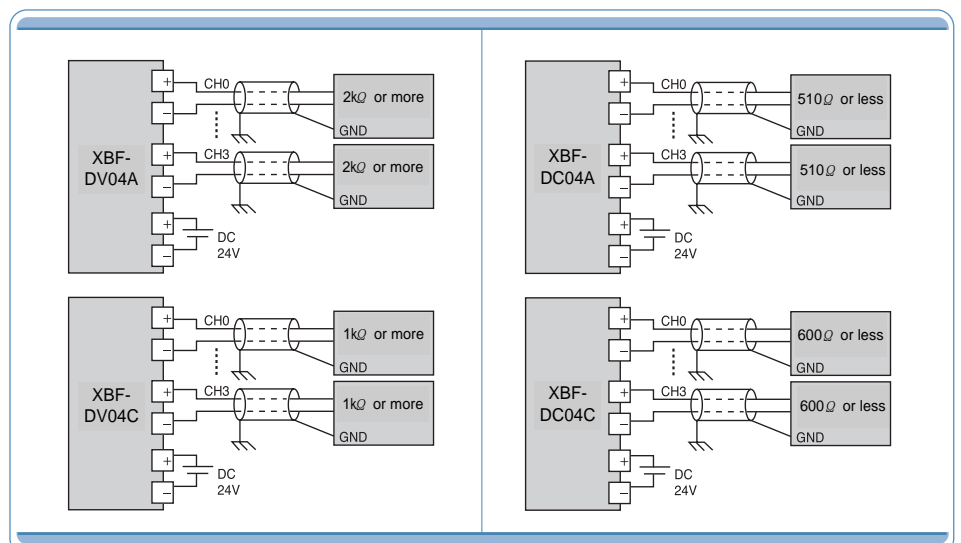 XBF-
DV04A
+
CH0
2kΩ or more
–
GND
+
CH3
2kΩ or more
–
GND
+
DC
24V
–
XBF-
DC04A
+
CH0
510Ω or less
–
GND
+
CH3
510Ω or less
–
GND
+
DC
24V
–
XBF-
DV04C
+
CH0
1kΩ or more
–
GND
+
CH3
1kΩ or more
–
GND
+
DC
24V
–
XBF-
DC04C
+
CH0
600Ω or less
–
GND
+
CH3
600Ω or less
–
GND
+
DC
24V
–